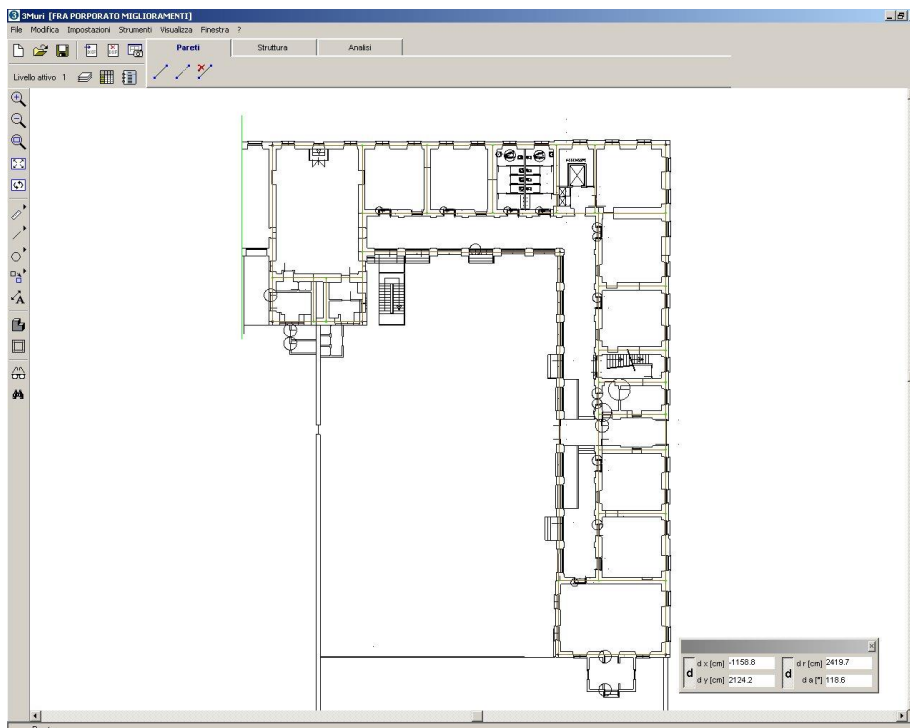 3Muri [FRA PORPORATO MIGLIORAMENTI]
File Modifica Impostazioni Strumenti Visualizza Finestra ?
Pareti Struttura Analisi
Livello attivo 1
d x [cm] -1158.8 d r [cm] 2419.7
d d
d y [cm] 2124.2 d a [°] 118.6